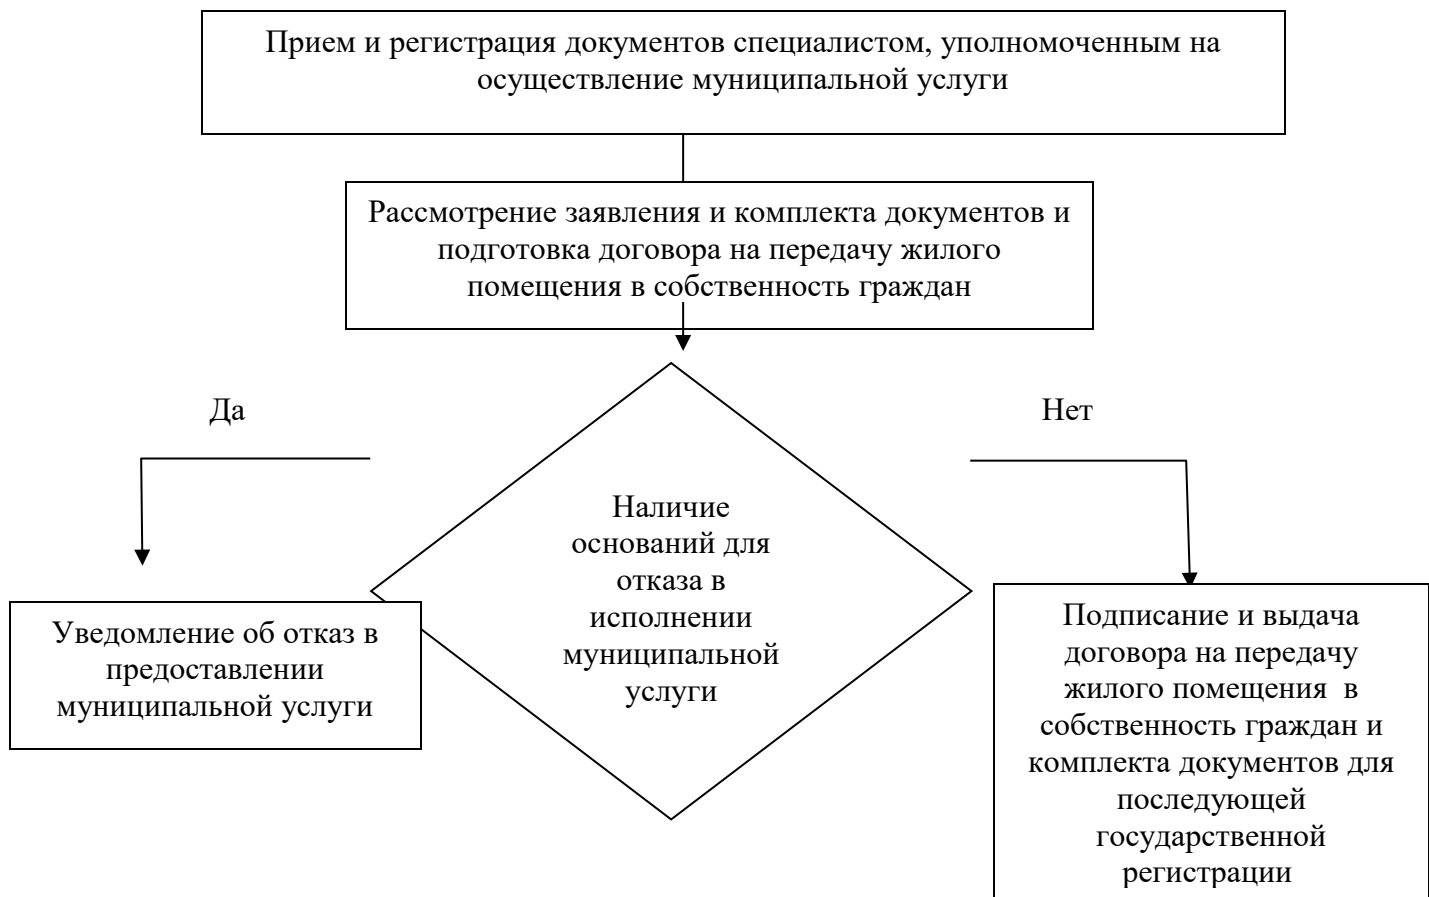 Прием и регистрация документов специалистом, уполномоченным на
осуществление муниципальной услуги
Рассмотрение заявления и комплекта документов и
подготовка договора на передачу жилого
помещения в собственность граждан
Да
Нет
Наличие
оснований для
отказа в
исполнении
муниципальной
услуги
Уведомление об отказ в
предоставлении
муниципальной услуги
Подписание и выдача
договора на передачу
жилого помещения в
собственность граждан и
комплекта документов для
последующей
государственной
регистрации